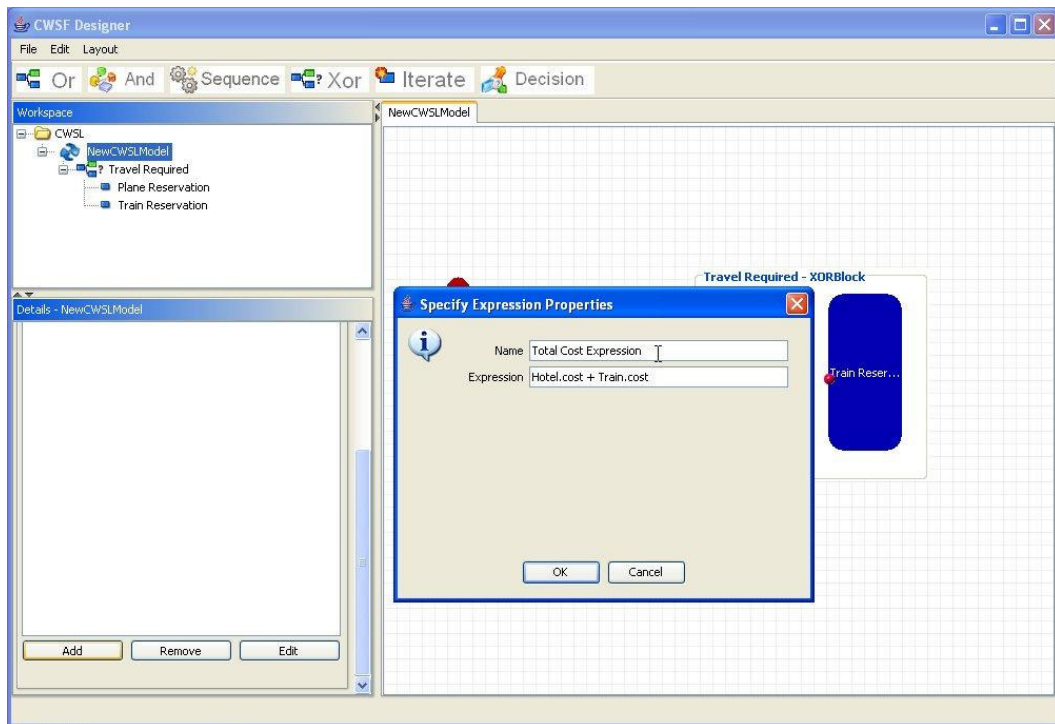 CWSF Designer
File Edit Layout
Or And Sequence ? Xor Iterate Decision
Workspace
NewCWSLModel
CWSL
NewCWSLModel
? Travel Required
Plane Reservation
Train Reservation
Travel Required - XORBlock
Details - NewCWSLModel
Specify Expression Properties
Name Total Cost Expression
Expression Hotel.cost + Train.cost
Train Reser...
OK Cancel
Add Remove Edit